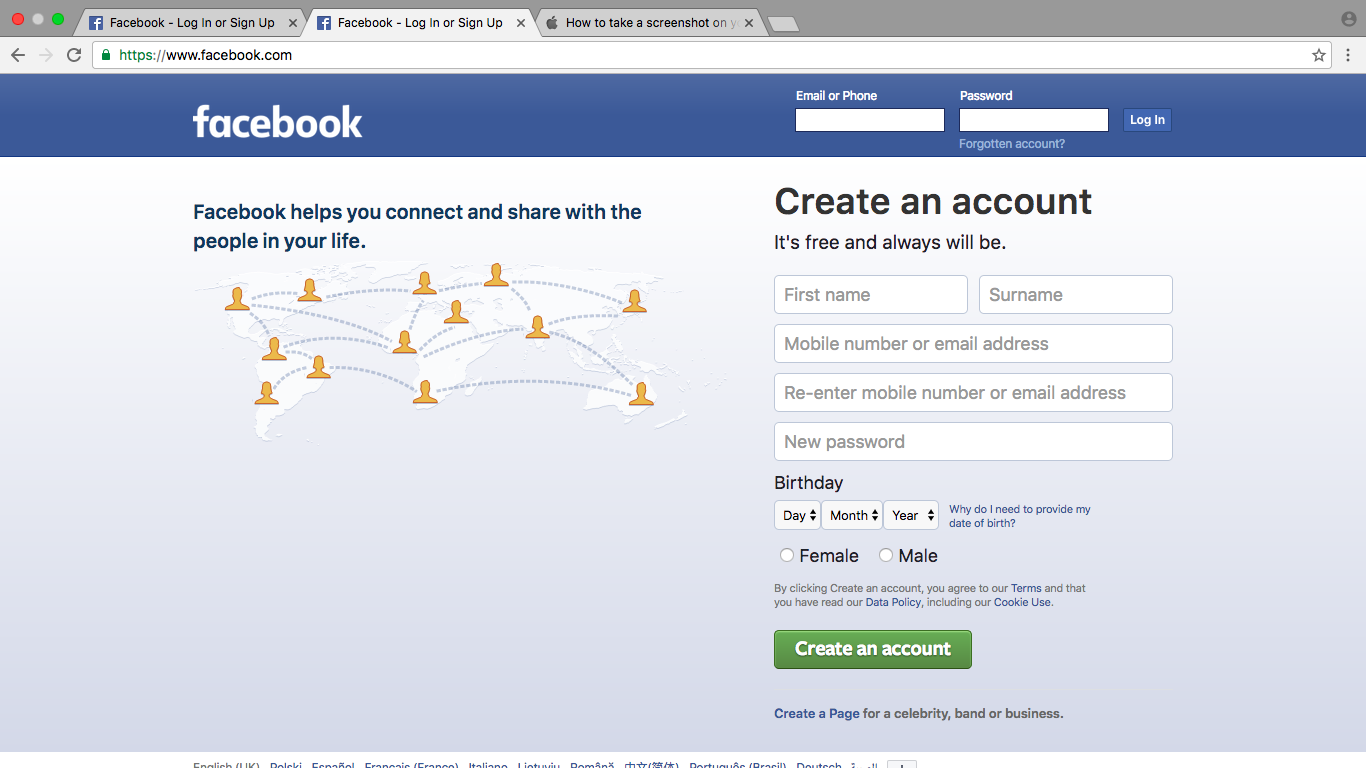 Facebook - Log In or Sign Up
Facebook - Log In or Sign Up
How to take a screenshot on
https://www.facebook.com
facebook
Email or Phone
Password
Log In
Forgotten account?
Facebook helps you connect and share with the
people in your life.
Create an account
It's free and always will be.
First name
Surname
Mobile number or email address
Re-enter mobile number or email address
New password
Birthday
Day
Month
Year
Why do I need to provide my
date of birth?
Female
Male
By clicking Create an account, you agree to our Terms and that
you have read our Data Policy, including our Cookie Use.
Create an account
Create a Page for a celebrity, band or business.
English (UK) Polski Español Français (France) Italiano Lietuvių Română 中文(简体) Português (Brasil) Deutsch